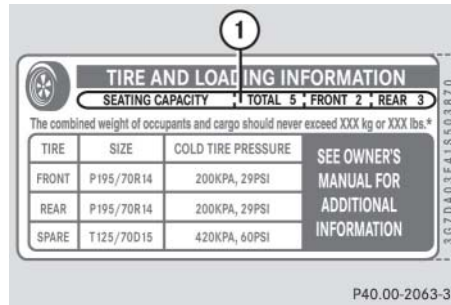 1
TIRE AND LOADING INFORMATION
SEATING CAPACITY TOTAL 5 FRONT 2 REAR 3
The combined weight of occupants and cargo should never exceed XXX kg or XXX lbs.*
TIRE SIZE COLD TIRE PRESSURE
FRONT P195/70R14 200KPA, 29PSI
REAR P195/70R14 200KPA, 29PSI
SPARE T125/70D15 420KPA, 60PSI
SEE OWNER'S
MANUAL FOR
ADDITIONAL
INFORMATION
3G7DA03E41S503870
P40.00-2063-3